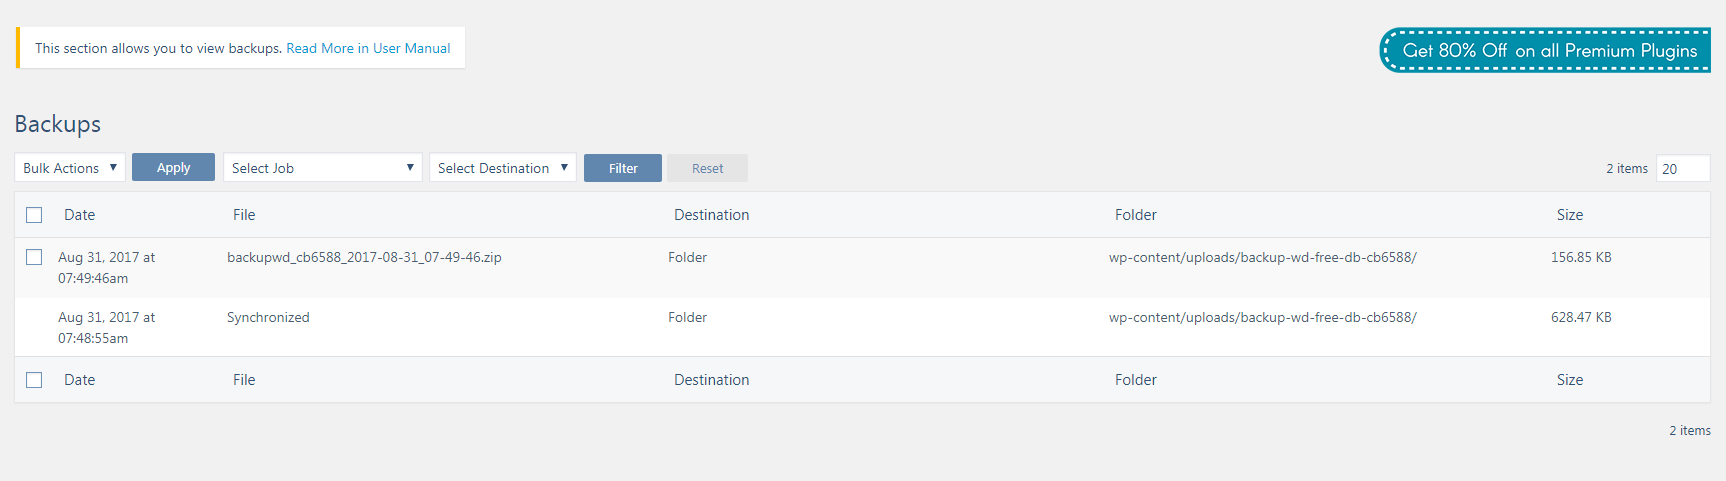 This section allows you to view backups. Read More in User Manual
Get 80% Off on all Premium Plugins
Backups
Bulk Actions Apply Select Job Select Destination Filter Reset 2 items 20
Date File Destination Folder Size
Aug 31, 2017 at backupwd_cb6588_2017-08-31_07-49-46.zip Folder wp-content/uploads/backup-wd-free-db-cb6588/ 156.85 KB
07:49:46am
Aug 31, 2017 at Synchronized Folder wp-content/uploads/backup-wd-free-db-cb6588/ 628.47 KB
07:48:55am
Date File Destination Folder Size
2 items